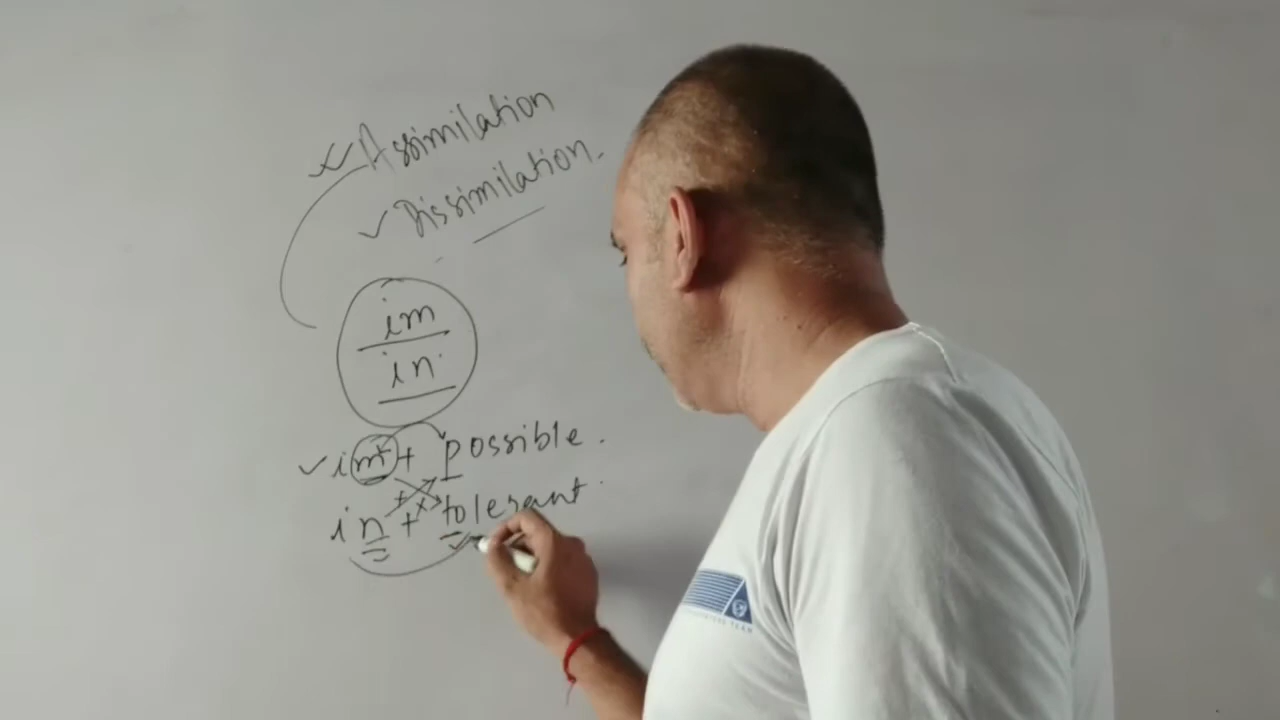 Assimilation
Dissimilation.
im
in
im + possible.
in + tolerant.